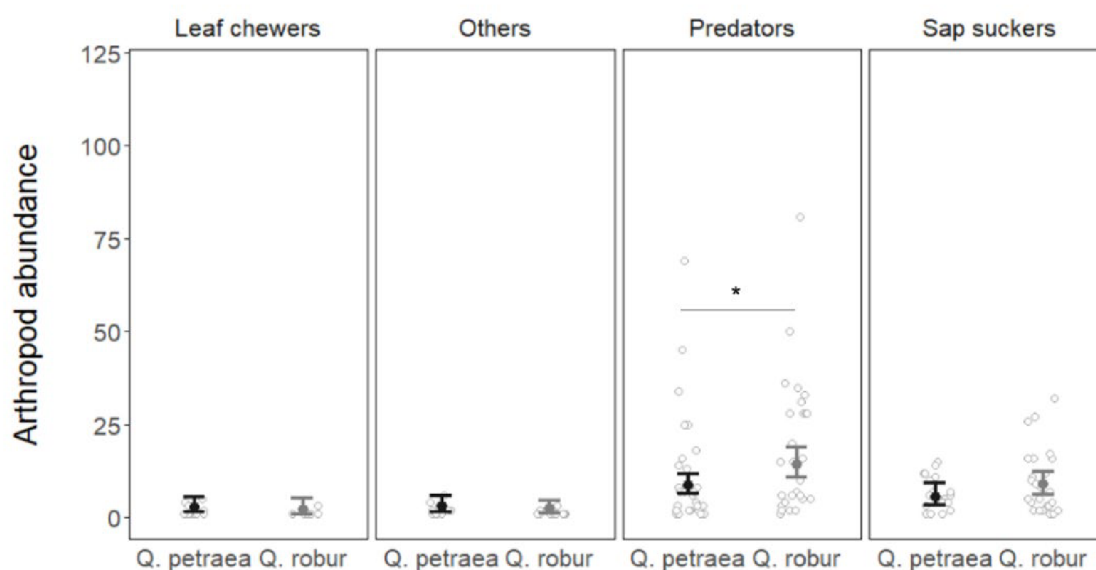 Leaf chewers Others Predators Sap suckers
Arthropod abundance
125
100
75
50
25
0
*
Q. petraea Q. robur Q. petraea Q. robur Q. petraea Q. robur Q. petraea Q. robur